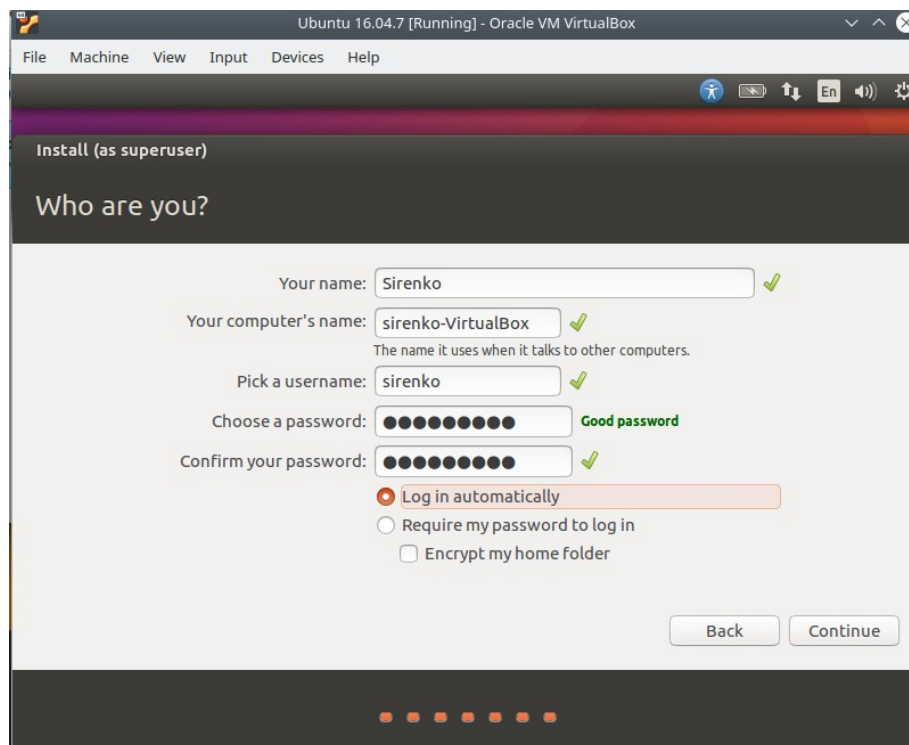 Ubuntu 16.04.7 [Running] - Oracle VM VirtualBox
File Machine View Input Devices Help
En
Install (as superuser)
Who are you?
Your name: Sirenko
Your computer's name: sirenko-VirtualBox
The name it uses when it talks to other computers.
Pick a username: sirenko
Choose a password: ●●●●●●●●● Good password
Confirm your password: ●●●●●●●●●
Log in automatically
Require my password to log in
Encrypt my home folder
Back Continue